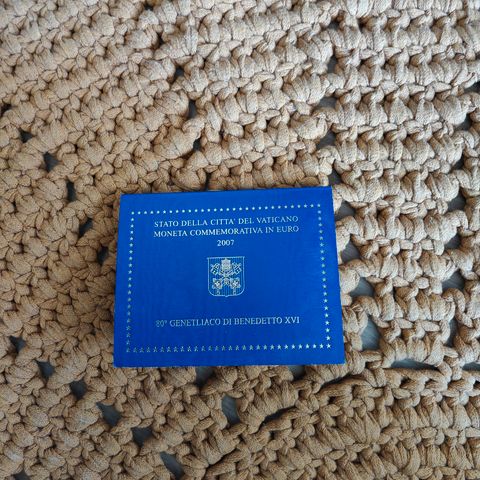 STATO DELLA CITTA' DEL VATICANO
MONETA COMMEMORATIVA IN EURO
2007
80° GENETLIACO DI BENEDETTO XVI